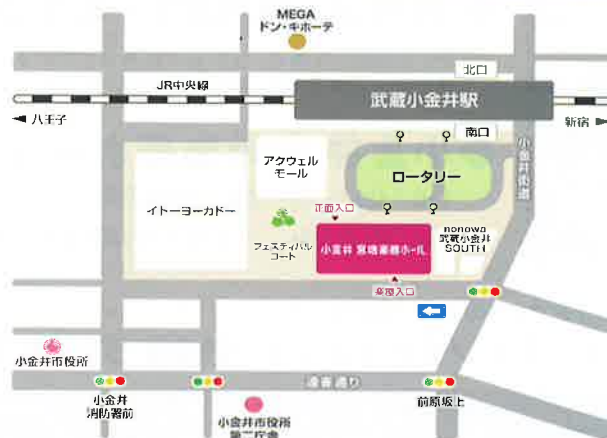 MEGA
ドン・キホーテ
北口
JR中央線
武蔵小金井駅
八王子
新宿
南口
小金井街道
アクウェル
モール
ロータリー
イトーヨーカドー
正面入口
フェスティバル
コート
小金井 宮地楽器ホール
nonowa
武蔵小金井
SOUTH
楽屋入口
小金井市役所
小金井
消防署前
連雀通り
前原坂上
小金井市役所
第二庁舎